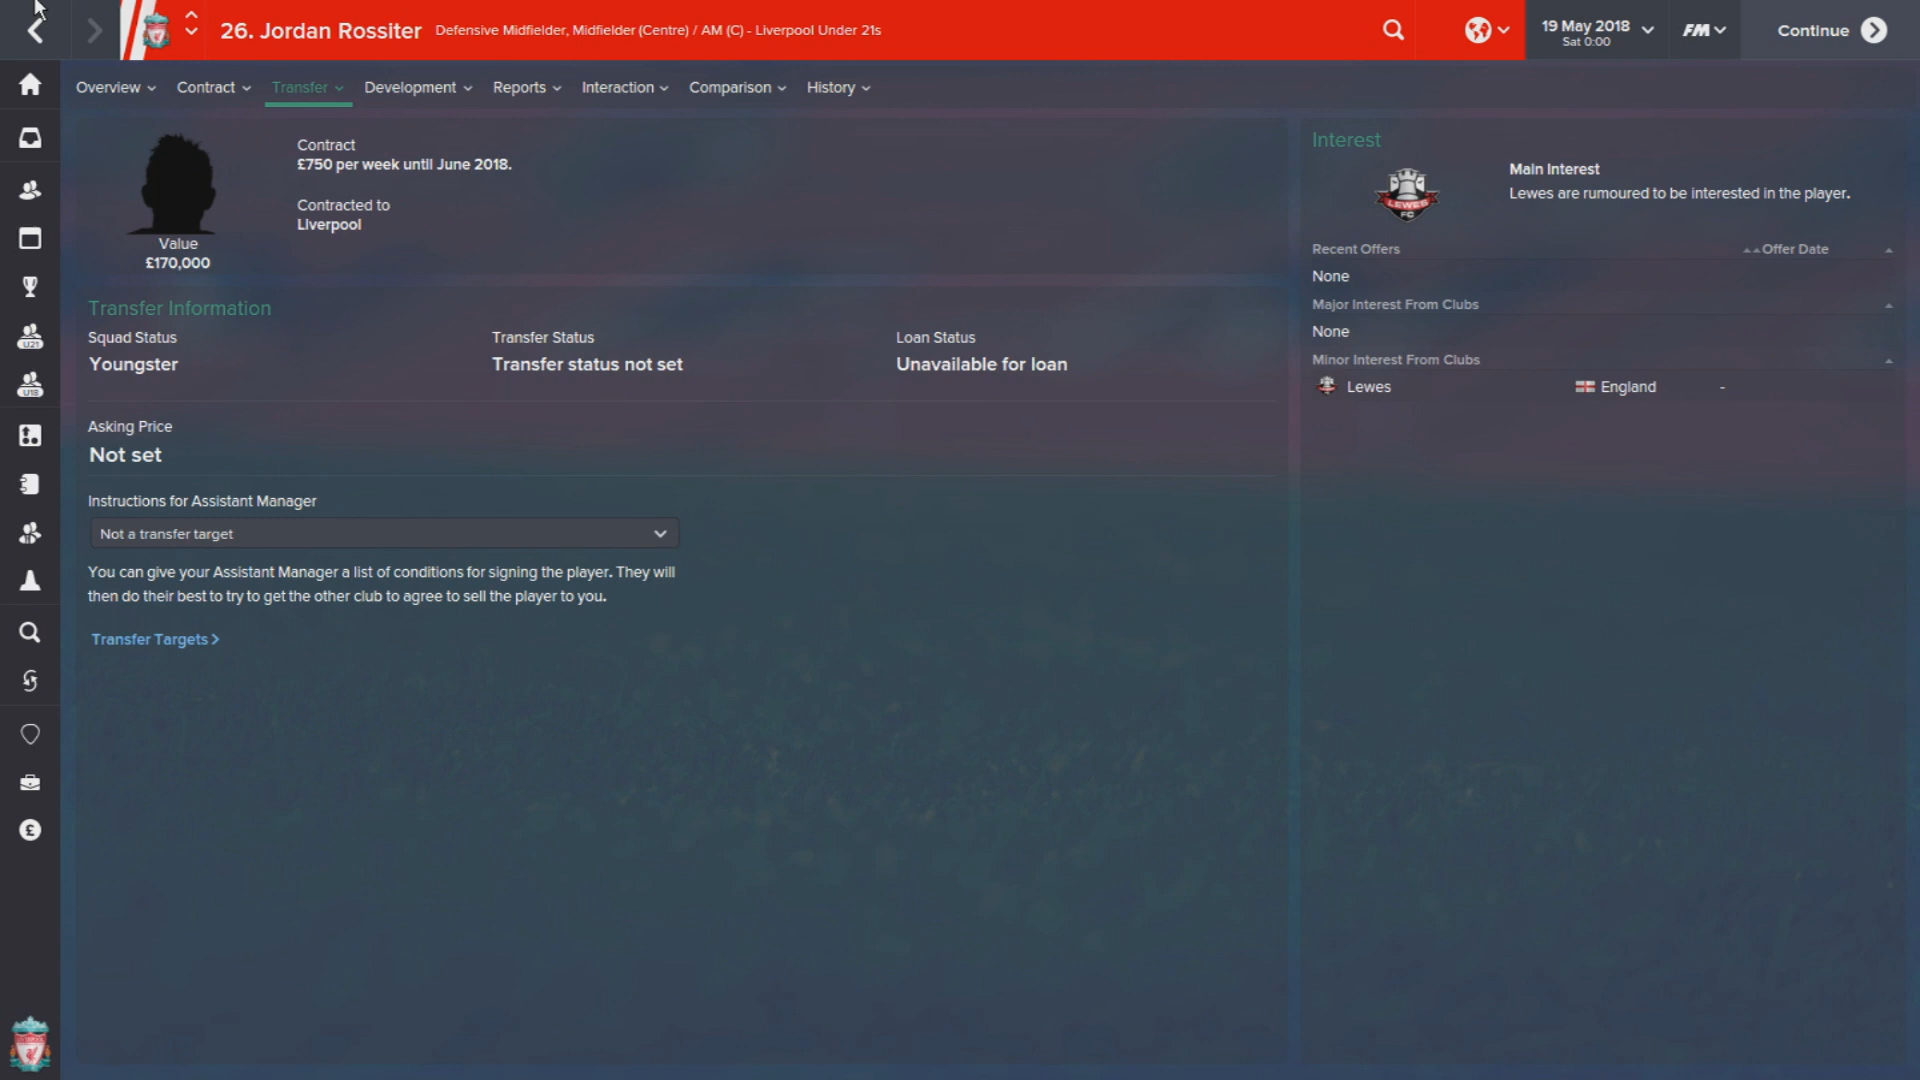 26. Jordan Rossiter
Defensive Midfielder, Midfielder (Centre) / AM (C) - Liverpool Under 21s
19 May 2018
Sat 0:00
FM
Continue
Overview
Contract
Transfer
Development
Reports
Interaction
Comparison
History
Contract
£750 per week until June 2018.
Contracted to
Liverpool
Value
£170,000
Transfer Information
Squad Status
Youngster
Transfer Status
Transfer status not set
Loan Status
Unavailable for loan
Asking Price
Not set
Instructions for Assistant Manager
Not a transfer target
You can give your Assistant Manager a list of conditions for signing the player. They will
then do their best to try to get the other club to agree to sell the player to you.
Transfer Targets >
Interest
LEWES
FC
Main Interest
Lewes are rumoured to be interested in the player.
Recent Offers
Offer Date
None
Major Interest From Clubs
None
Minor Interest From Clubs
Lewes
England
-
U21
U18